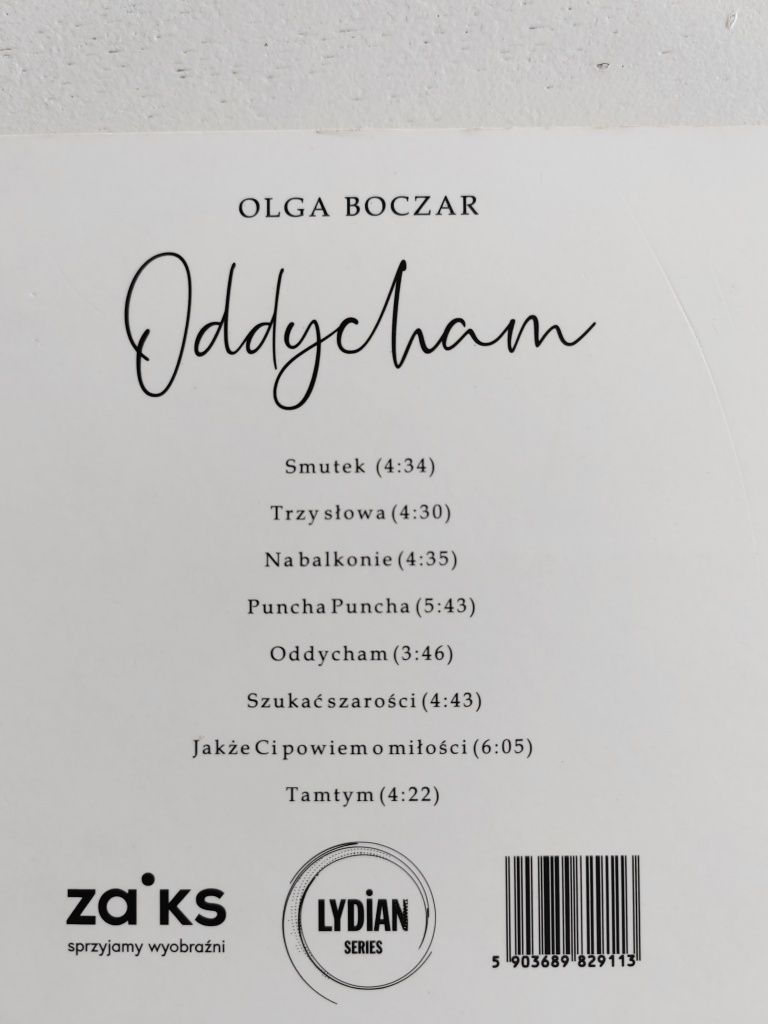 OLGA BOCZAR
Oddycham
Smutek (4:34)
Trzy słowa (4:30)
Na balkonie (4:35)
Puncha Puncha (5:43)
Oddycham (3:46)
Szukać szarości (4:43)
Jakże Ci powiem o miłości (6:05)
Tamtym (4:22)
za•ks
sprzyjamy wyobraźni
LYDIAN
SERIES
5 903689 829113